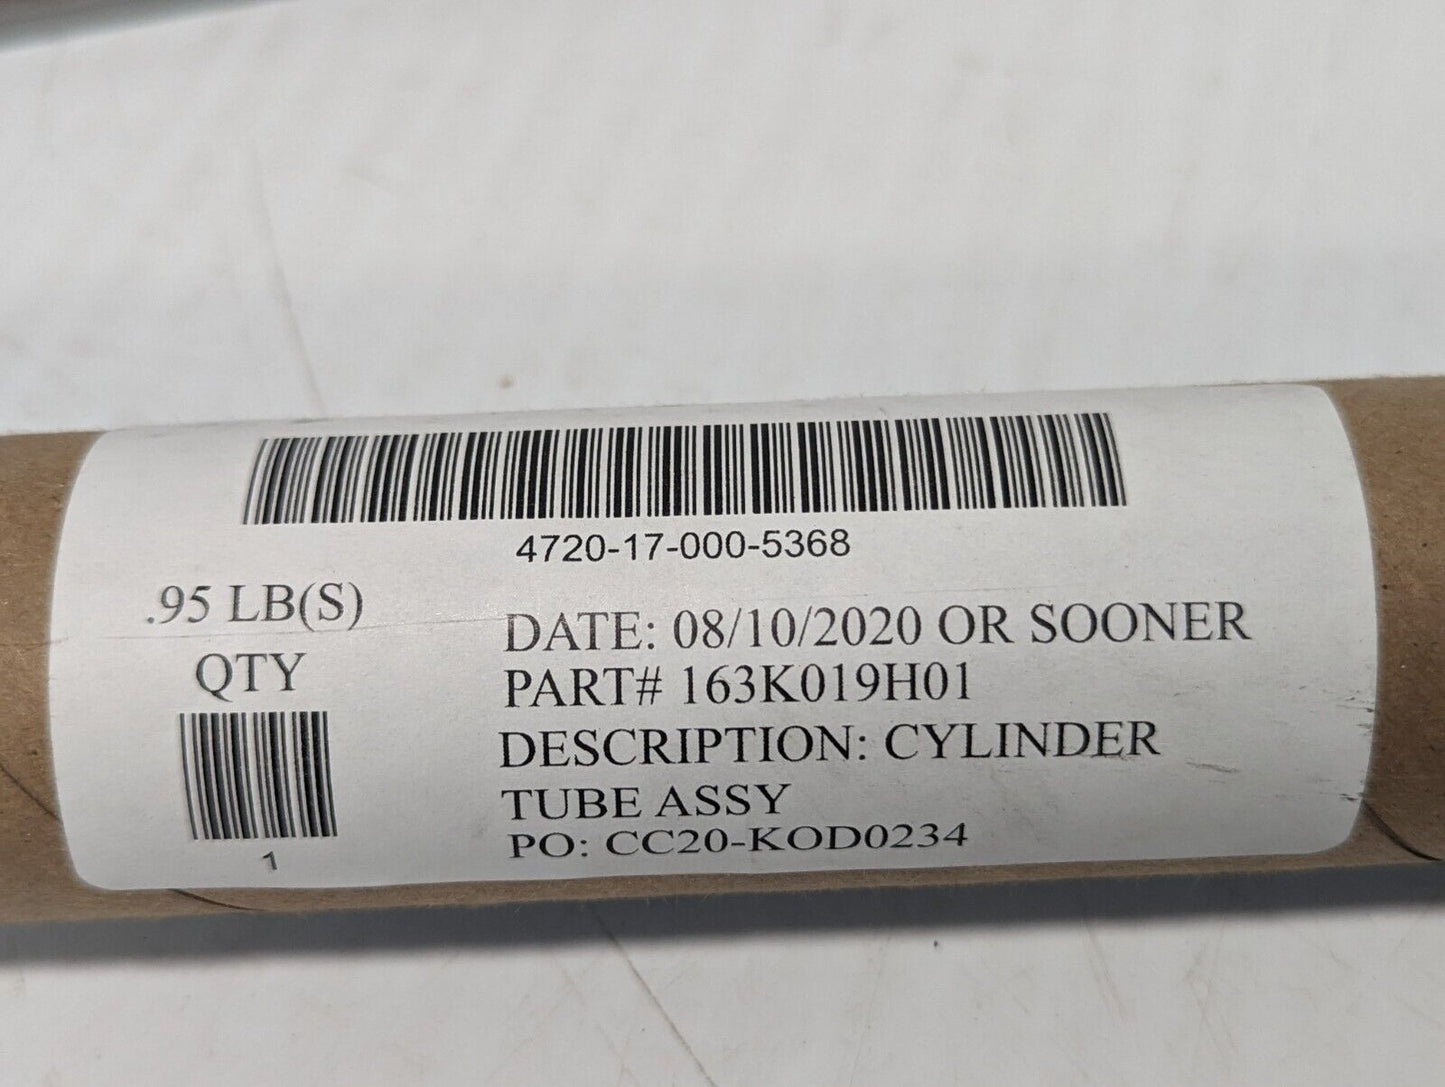 4720-17-000-5368
.95 LB(S)
QTY
1
DATE: 08/10/2020 OR SOONER
PART# 163K019H01
DESCRIPTION: CYLINDER
TUBE ASSY
PO: CC20-KOD0234